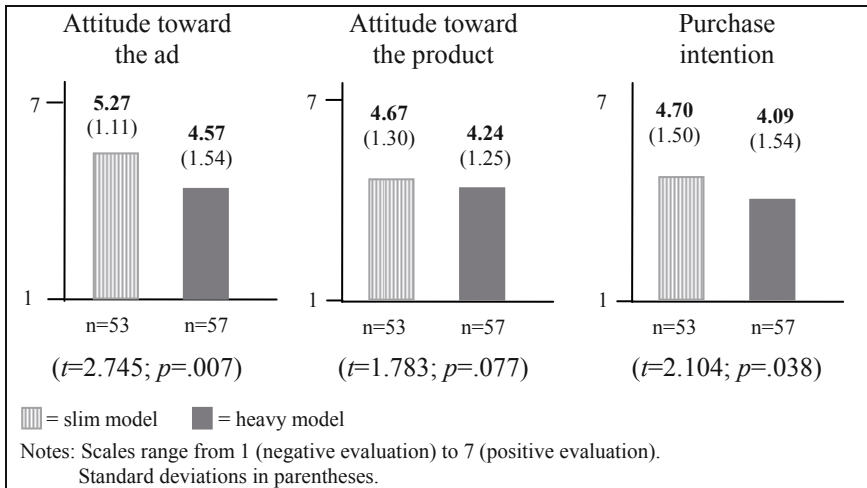 Attitude toward
the ad
7
5.27
(1.11)
4.57
(1.54)
1
n=53 n=57
(t=2.745; p=.007)
Attitude toward
the product
7
4.67
(1.30)
4.24
(1.25)
1
n=53 n=57
(t=1.783; p=.077)
Purchase
intention
7
4.70
(1.50)
4.09
(1.54)
1
n=53 n=57
(t=2.104; p=.038)
= slim model = heavy model
Notes: Scales range from 1 (negative evaluation) to 7 (positive evaluation).
Standard deviations in parentheses.